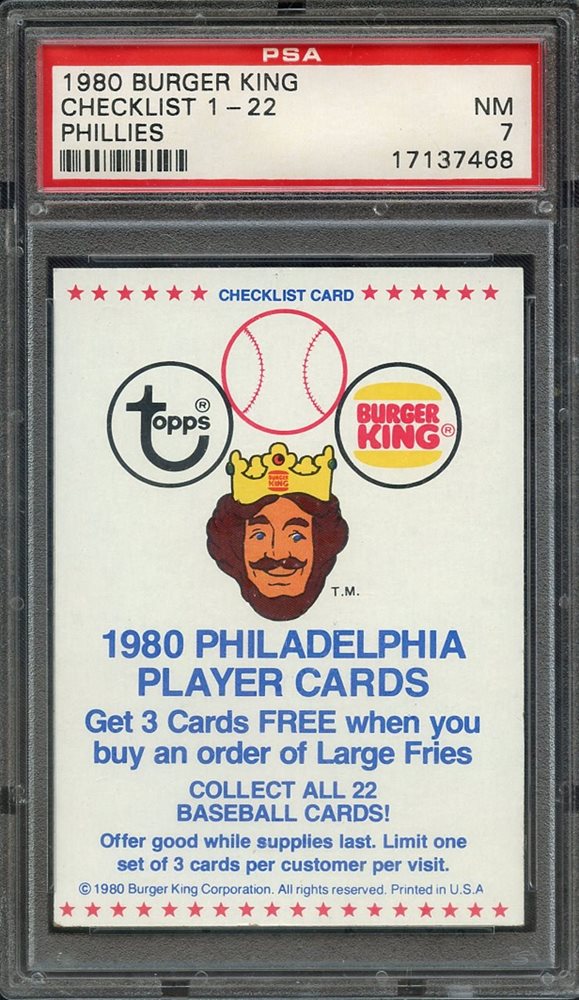 PSA
1980 BURGER KING
CHECKLIST 1-22 NM
PHILLIES 7
17137468
★ ★ ★ ★ ★ ★ CHECKLIST CARD ★ ★ ★ ★ ★ ★
topps®
BURGER KING®
BURGER KING
T.M.
1980 PHILADELPHIA
PLAYER CARDS
Get 3 Cards FREE when you
buy an order of Large Fries
COLLECT ALL 22
BASEBALL CARDS!
Offer good while supplies last. Limit one
set of 3 cards per customer per visit.
© 1980 Burger King Corporation. All rights reserved. Printed in U.S.A